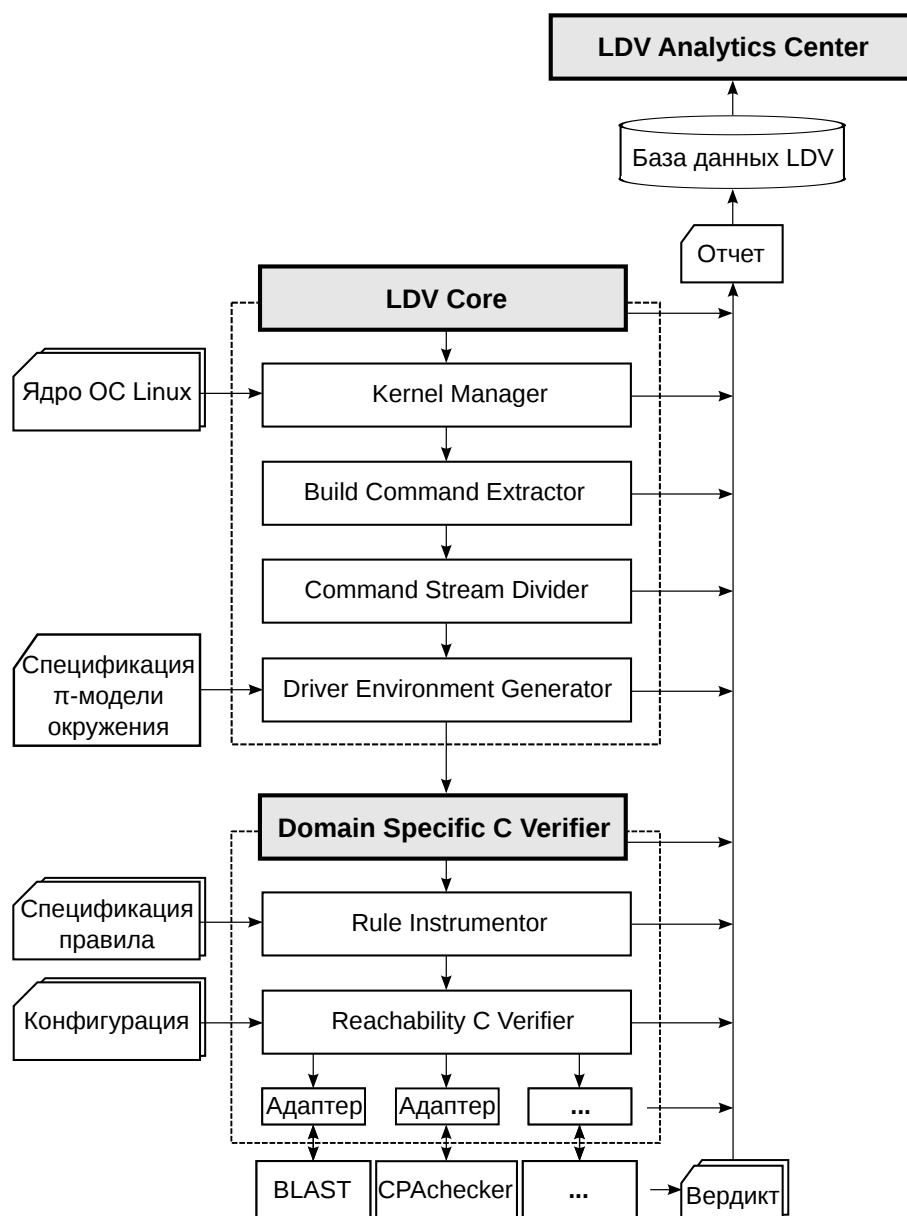 LDV Analytics Center
База данных LDV
Отчет
LDV Core
Ядро ОС Linux
Kernel Manager
Build Command Extractor
Command Stream Divider
Спецификация
π-модели
окружения
Driver Environment Generator
Domain Specific C Verifier
Спецификация
правила
Rule Instrumentor
Конфигурация
Reachability C Verifier
Адаптер
Адаптер
...
BLAST
CPAchecker
...
Вердикт